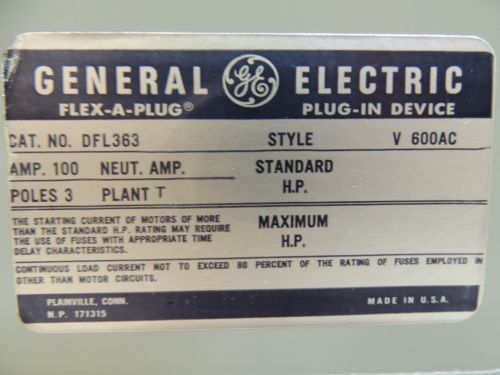 GENERAL GE ELECTRIC
FLEX-A-PLUG® PLUG-IN DEVICE
CAT. NO. DFL363 STYLE V 600AC
AMP. 100 NEUT. AMP. STANDARD H.P.
POLES 3 PLANT T
THE STARTING CURRENT OF MOTORS OF MORE
THAN THE STANDARD H.P. RATING MAY REQUIRE
THE USE OF FUSES WITH APPROPRIATE TIME
DELAY CHARACTERISTICS.
MAXIMUM
H.P.
CONTINUOUS LOAD CURRENT NOT TO EXCEED 80 PERCENT OF THE RATING OF FUSES EMPLOYED IN
OTHER THAN MOTOR CIRCUITS.
PLAINVILLE, CONN. MADE IN U.S.A.
N.P. 171315